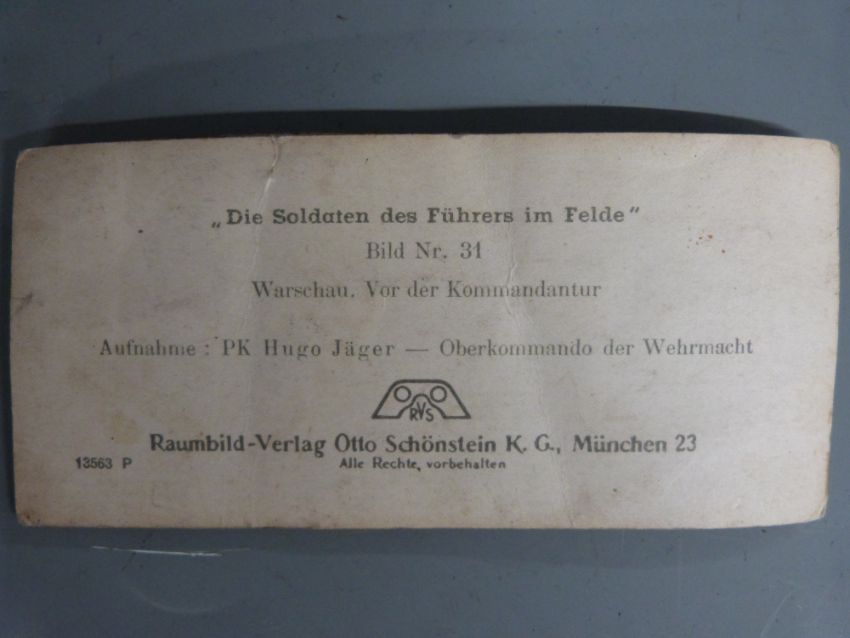 „Die Soldaten des Führers im Felde“
Bild Nr. 31
Warschau. Vor der Kommandantur
Aufnahme : PK Hugo Jäger — Oberkommando der Wehrmacht
RVS
Raumbild-Verlag Otto Schönstein K. G., München 23
13563 P
Alle Rechte vorbehalten